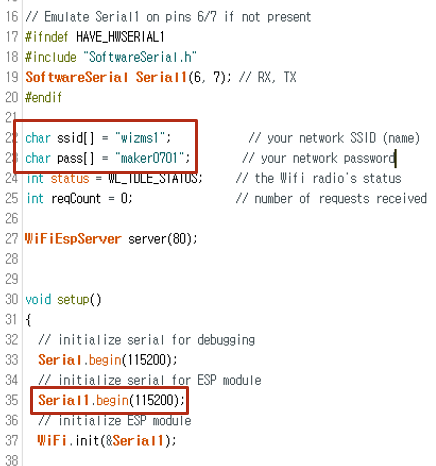 16 // Emulate Serial1 on pins 6/7 if not present
17 #ifndef HAVE_HWSERIAL1
18 #include "SoftwareSerial.h"
19 SoftwareSerial Serial1(6, 7); // RX, TX
20 #endif
21
22 char ssid[] = "wizms1"; // your network SSID (name)
23 char pass[] = "maker0701"; // your network password
24 int status = WL_IDLE_STATUS; // the Wifi radio's status
25 int reqCount = 0; // number of requests received
26
27 WiFiEspServer server(80);
28
29
30 void setup()
31 {
32 // initialize serial for debugging
33 Serial.begin(115200);
34 // initialize serial for ESP module
35 Serial1.begin(115200);
36 // initialize ESP module
37 WiFi.init(&Serial1);
38